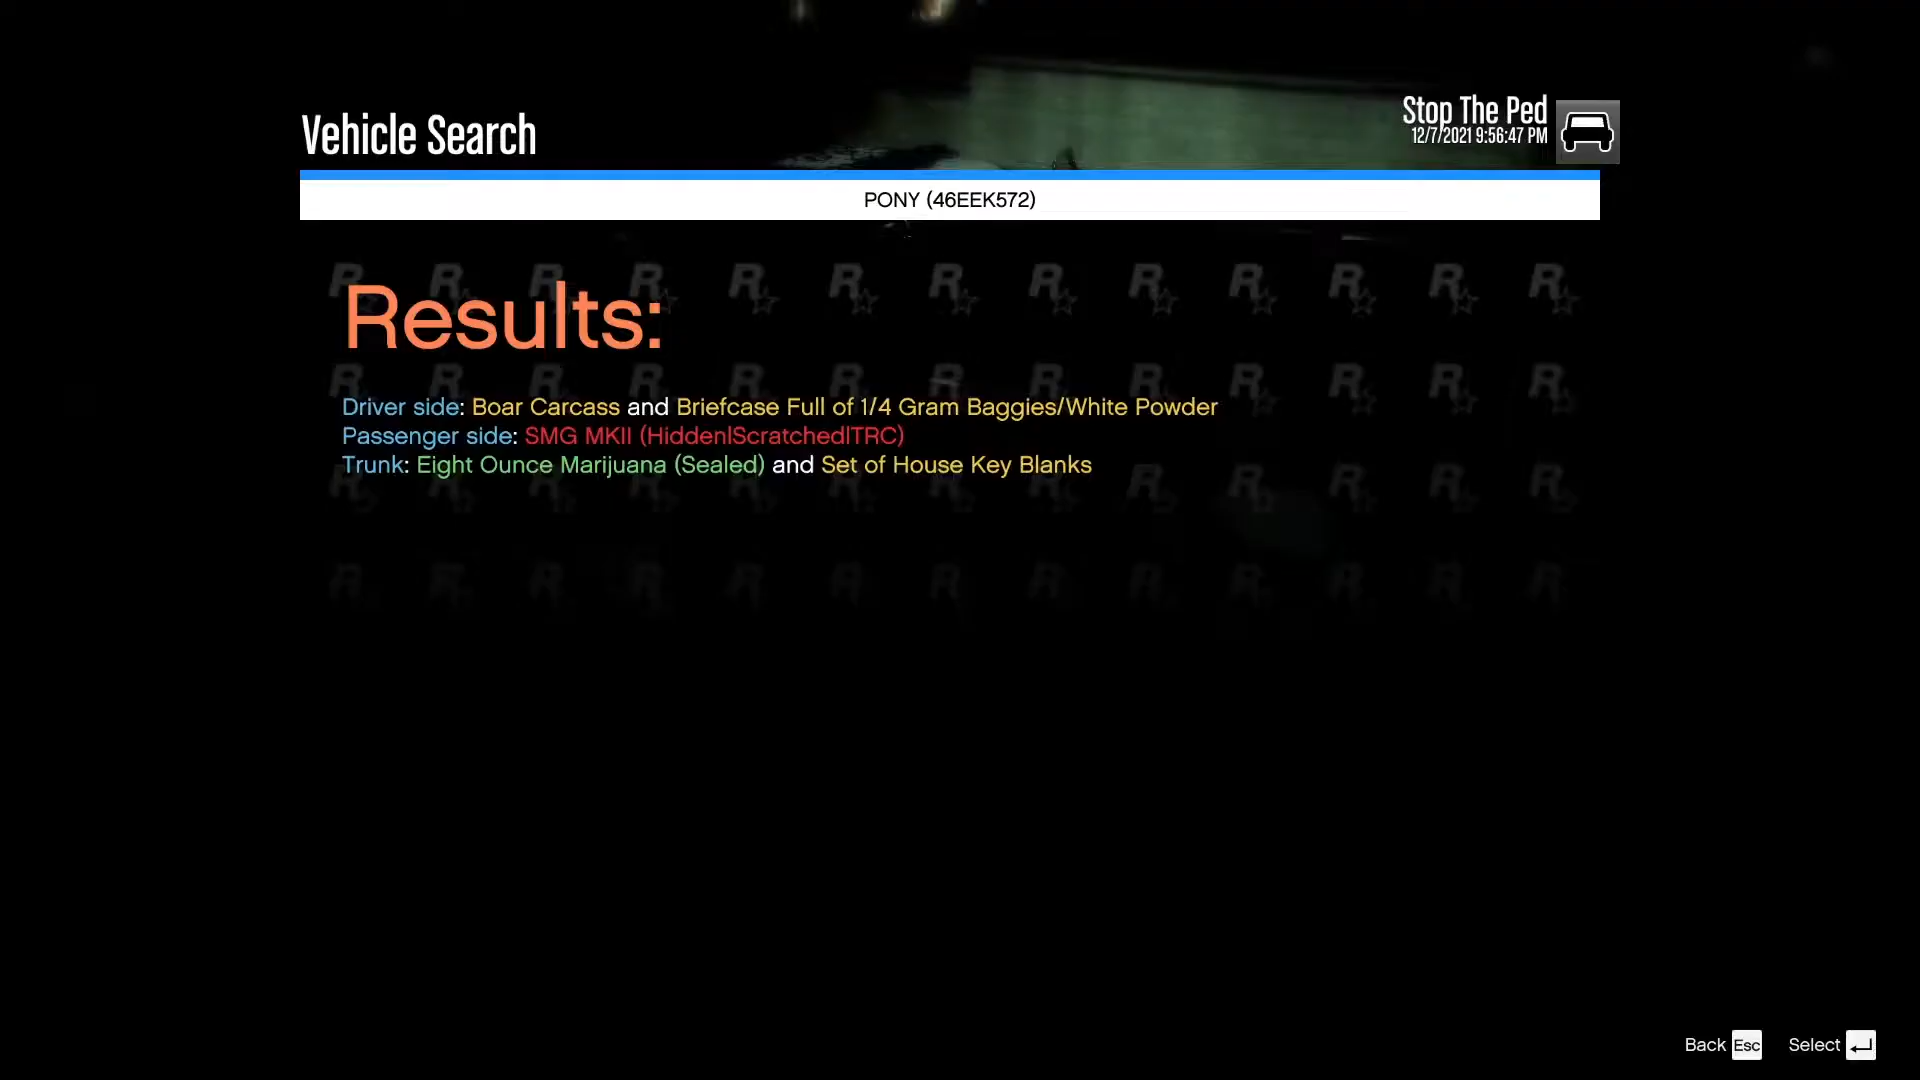 Vehicle Search
Stop The Ped
12/7/2021 9:56:47 PM
PONY (46EEK572)
Results:
Driver side: Boar Carcass and Briefcase Full of 1/4 Gram Baggies/White Powder
Passenger side: SMG MKII (Hidden|Scratched|TRC)
Trunk: Eight Ounce Marijuana (Sealed) and Set of House Key Blanks
Back Esc Select